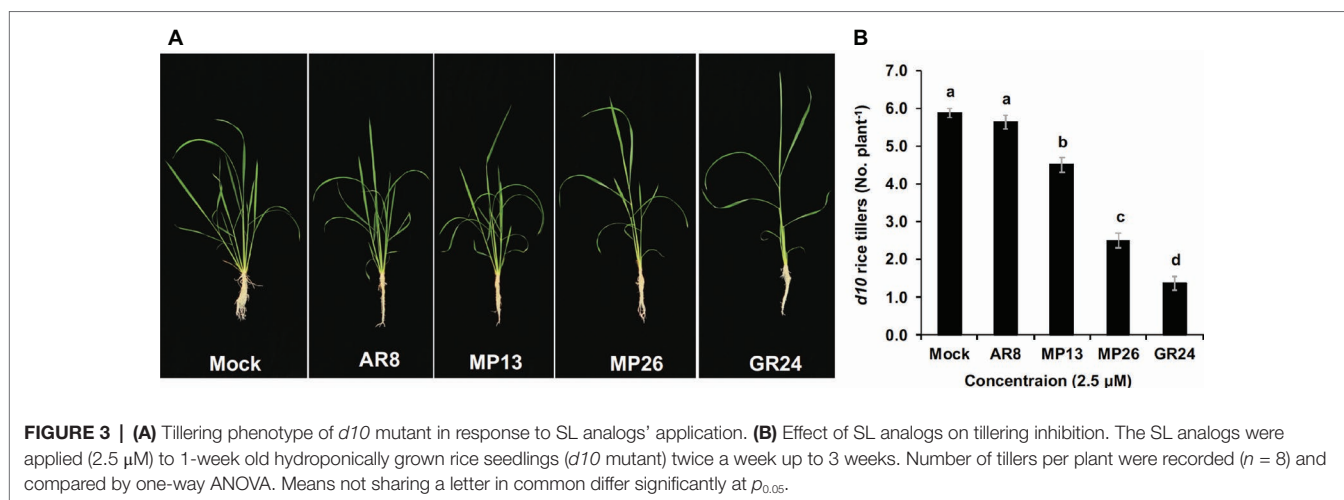 A
Mock
AR8
MP13
MP26
GR24
B
d10 rice tillers (No. plant-1)
7.0
6.0
5.0
4.0
3.0
2.0
1.0
0.0
a
a
b
c
d
Mock AR8 MP13 MP26 GR24
Concentraion (2.5 µM)
FIGURE 3 | (A) Tillering phenotype of d10 mutant in response to SL analogs' application. (B) Effect of SL analogs on tillering inhibition. The SL analogs were
applied (2.5 μM) to 1-week old hydroponically grown rice seedlings (d10 mutant) twice a week up to 3 weeks. Number of tillers per plant were recorded (n = 8) and
compared by one-way ANOVA. Means not sharing a letter in common differ significantly at p0.05.